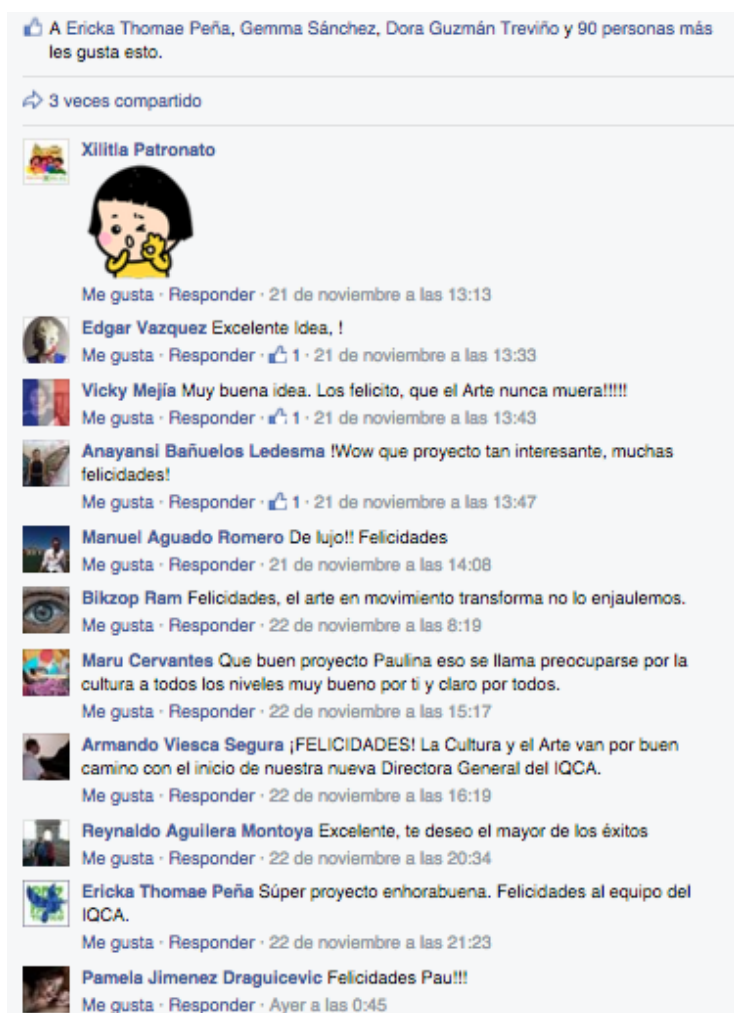 A Ericka Thomae Peña, Gemma Sánchez, Dora Guzmán Treviño y 90 personas más
les gusta esto.
3 veces compartido
Xilitla Patronato
Me gusta · Responder · 21 de noviembre a las 13:13
Edgar Vazquez Excelente Idea, !
Me gusta · Responder · 1 · 21 de noviembre a las 13:33
Vicky Mejía Muy buena idea. Los felicito, que el Arte nunca muera!!!!!
Me gusta · Responder · 1 · 21 de noviembre a las 13:43
Anayansi Bañuelos Ledesma !Wow que proyecto tan interesante, muchas
felicidades!
Me gusta · Responder · 1 · 21 de noviembre a las 13:47
Manuel Aguado Romero De lujo!! Felicidades
Me gusta · Responder · 21 de noviembre a las 14:08
Bikzop Ram Felicidades, el arte en movimiento transforma no lo enjaulemos.
Me gusta · Responder · 22 de noviembre a las 8:19
Maru Cervantes Que buen proyecto Paulina eso se llama preocuparse por la
cultura a todos los niveles muy bueno por ti y claro por todos.
Me gusta · Responder · 22 de noviembre a las 15:17
Armando Viesca Segura ¡FELICIDADES! La Cultura y el Arte van por buen
camino con el inicio de nuestra nueva Directora General del IQCA.
Me gusta · Responder · 22 de noviembre a las 16:19
Reynaldo Aguilera Montoya Excelente, te deseo el mayor de los éxitos
Me gusta · Responder · 22 de noviembre a las 20:34
Ericka Thomae Peña Súper proyecto enhorabuena. Felicidades al equipo del
IQCA.
Me gusta · Responder · 22 de noviembre a las 21:23
Pamela Jimenez Draguicevic Felicidades Pau!!!
Me gusta · Responder · Ayer a las 0:45